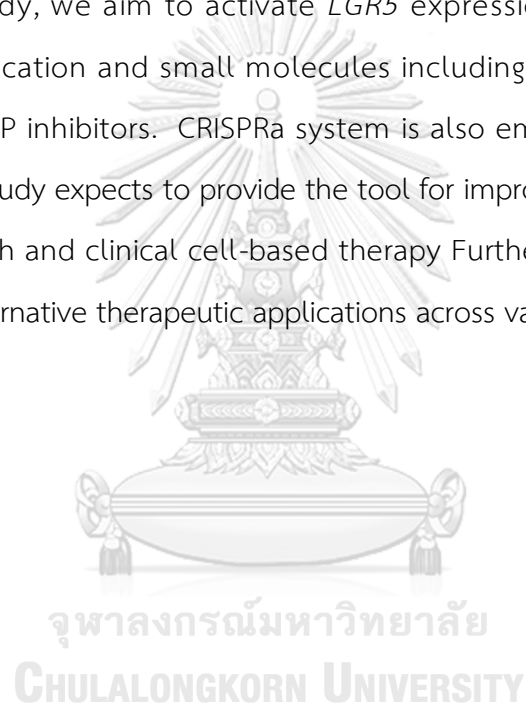 dy, we aim to activate LGR5 expressio
cation and small molecules including
P inhibitors. CRISPRa system is also en
udy expects to provide the tool for impro
h and clinical cell-based therapy Furthe
rnative therapeutic applications across va
จุฬาลงกรณ์มหาวิทยาลัย
CHULALONGKORN UNIVERSITY